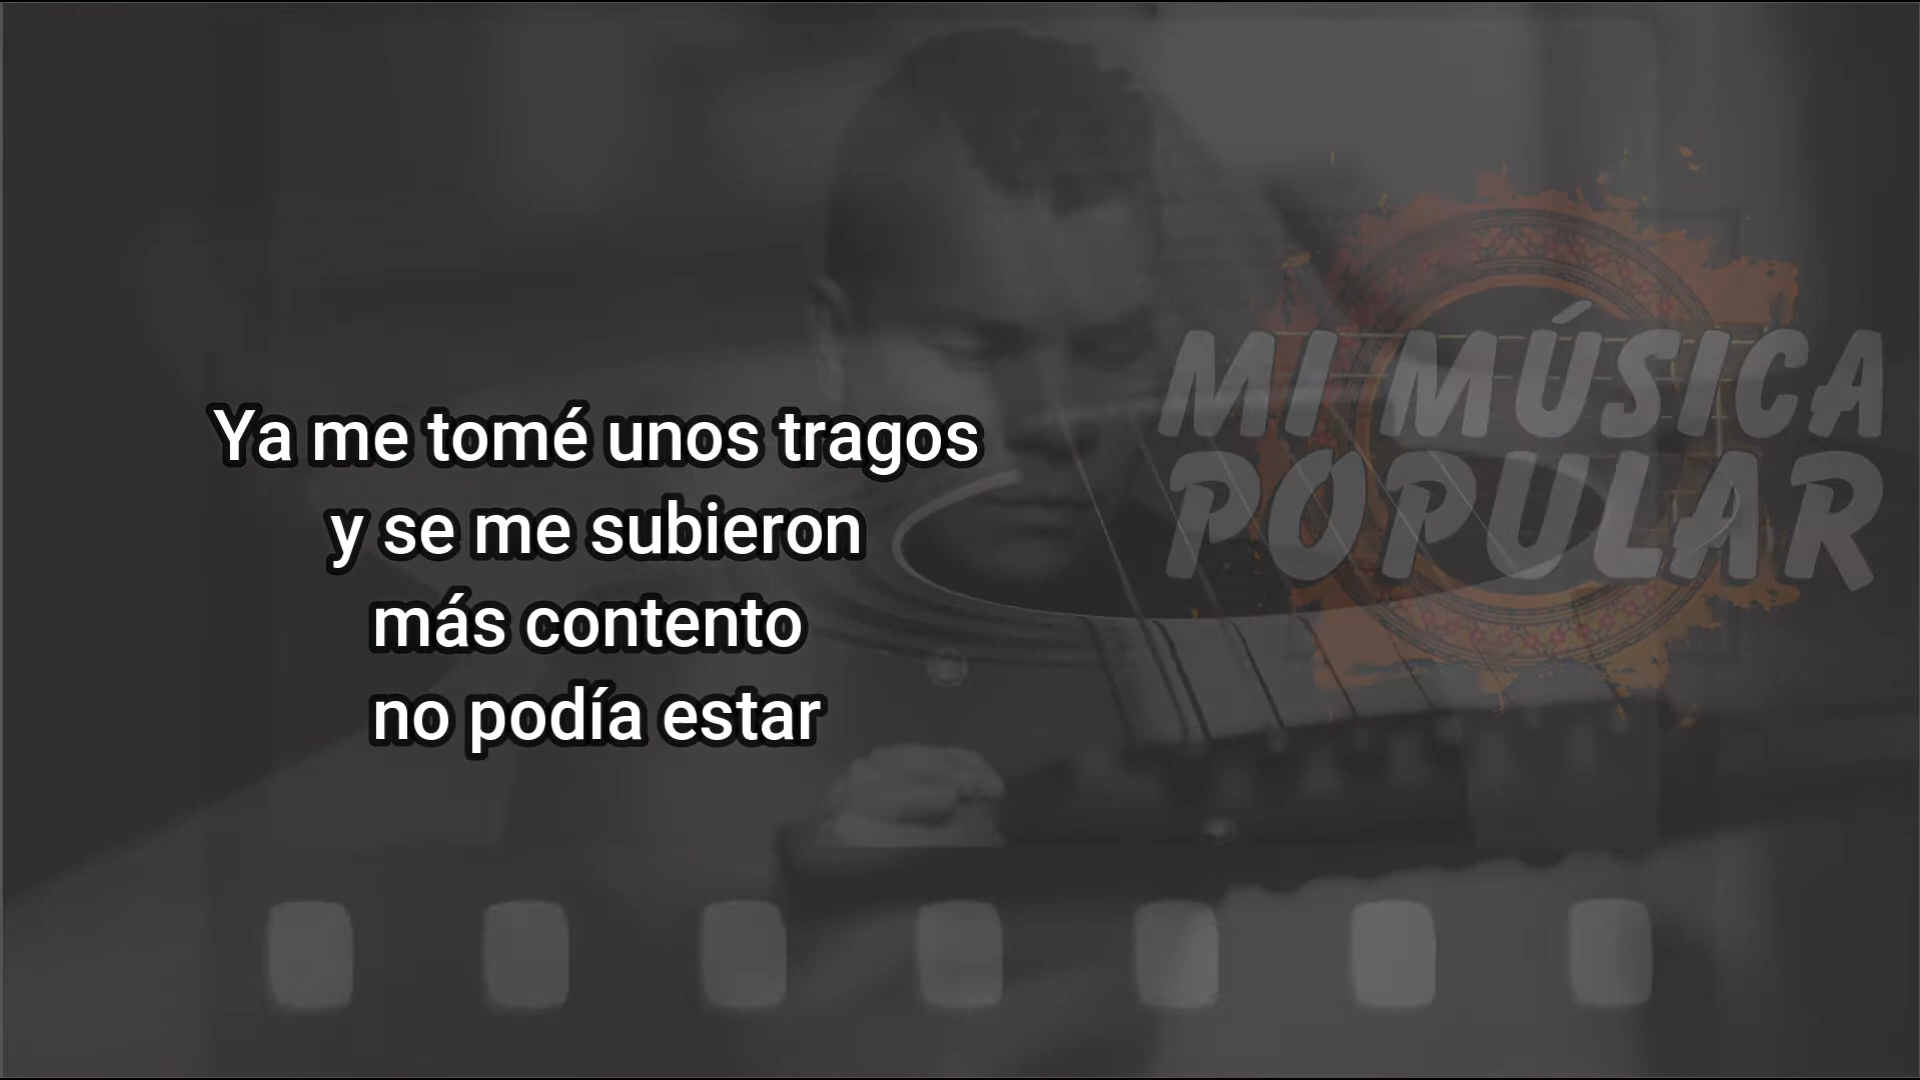 Ya me tomé unos tragos
y se me subieron
más contento
no podía estar
MI MÚSICA
POPULAR